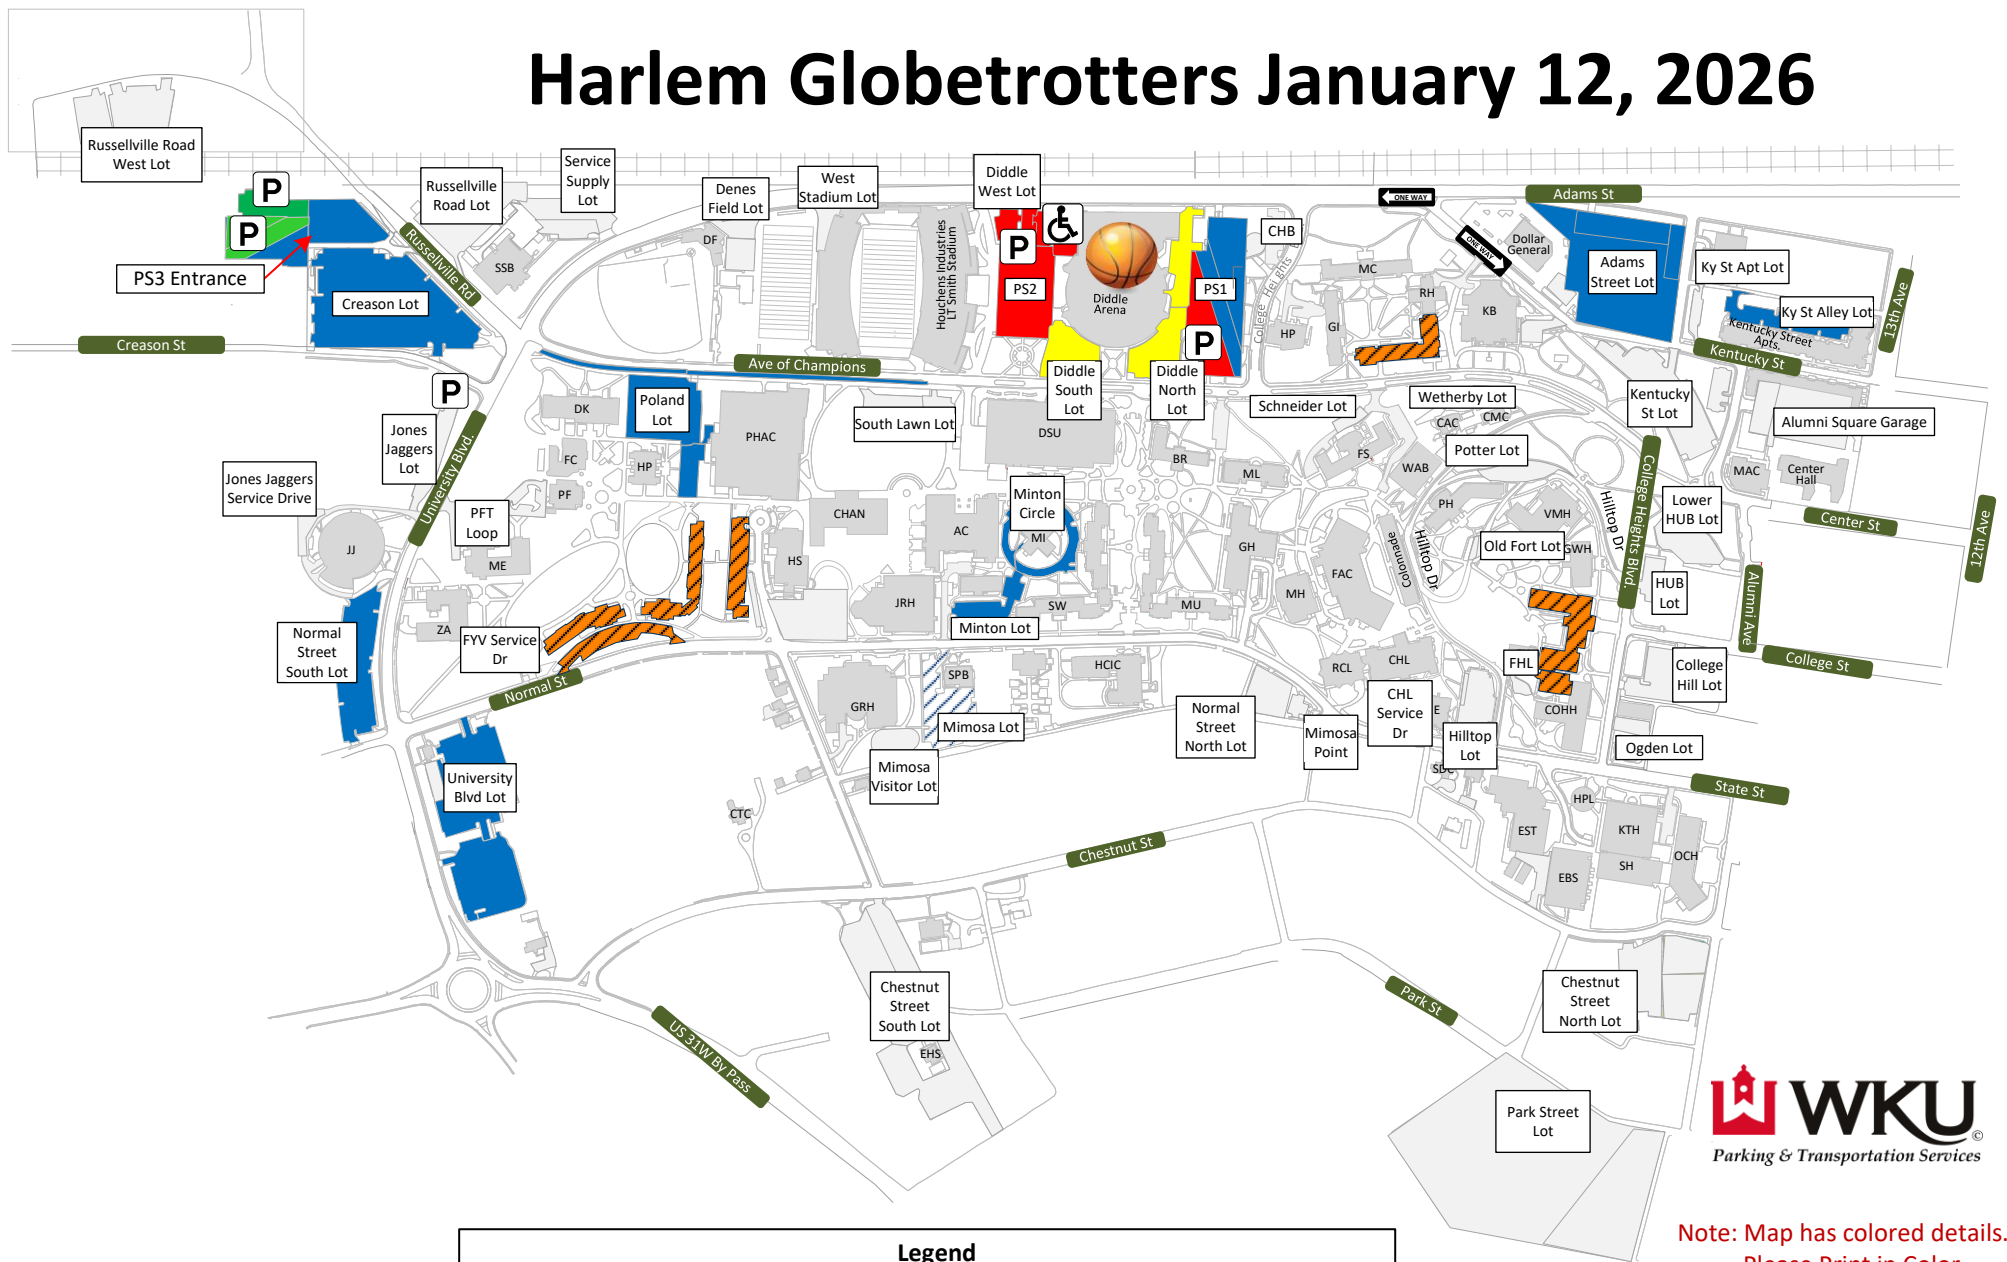 Harlem Globetrotters January 12, 2026
Russellville Road
West Lot
P
P
PS3 Entrance
Russellville
Road Lot
Service
Supply
Lot
Denes
Field Lot
West
Stadium Lot
Diddle
West Lot
P
PS2
Diddle
Arena
PS1
P
CHB
ONE WAY
Adams St
ONE WAY
Dollar
General
Adams
Street Lot
Ky St Apt Lot
Ky St Alley Lot
Kentucky Street
Apts.
13th Ave
Kentucky St
Russellville Rd
SSB
DF
Houchens Industries
LT Smith Stadium
College Heights
MC
RH
GI
HP
KB
Creason Lot
Creason St
Ave of Champions
P
Jones
Jaggers
Lot
University Blvd.
DK
Poland
Lot
PHAC
South Lawn Lot
DSU
Diddle
South
Lot
Diddle
North
Lot
Schneider Lot
Wetherby Lot
CMC
CAC
Potter Lot
Kentucky
St Lot
Alumni Square Garage
MAC
Center
Hall
Jones Jaggers
Service Drive
FC
HP
PF
BR
ML
FS
WAB
PH
VMH
Hilltop Dr
College Heights Blvd.
Lower
HUB Lot
Center St
12th Ave
JJ
PFT
Loop
ME
CHAN
HS
AC
Minton
Circle
MI
GH
FAC
Colonnade
Hilltop Dr
Old Fort Lot
GWH
HUB
Lot
Alumni Ave
JRH
SW
MU
MH
Minton Lot
ZA
Normal
Street
South Lot
FYV Service
Dr
Normal St
GRH
SPB
HCIC
Mimosa Lot
Mimosa
Visitor Lot
RCL
CHL
FHL
COHH
College
Hill Lot
College St
Normal
Street
North Lot
Mimosa
Point
CHL
Service
Dr
E
Hilltop
Lot
SDC
Ogden Lot
State St
University
Blvd Lot
CTC
Chestnut St
HPL
EST
KTH
OCH
SH
EBS
US 31W By Pass
Chestnut
Street
South Lot
EHS
Park St
Chestnut
Street
North Lot
Park Street
Lot
WKU
©
Parking & Transportation Services
Legend
Note: Map has colored details.
Please Print in Color